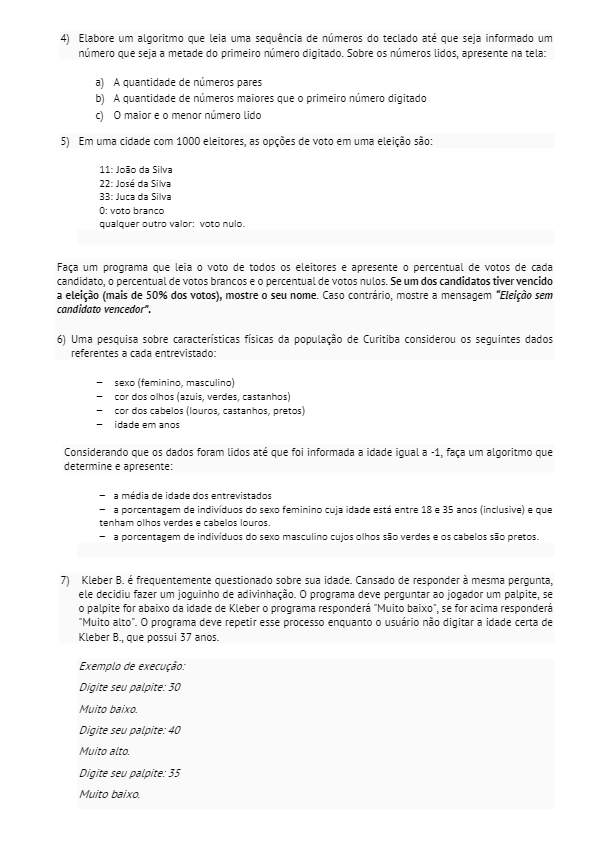 4) Elabore um algoritmo que leia uma sequência de números do teclado até que seja informado um
número que seja a metade do primeiro número digitado. Sobre os números lidos, apresente na tela:
a) A quantidade de números pares
b) A quantidade de números maiores que o primeiro número digitado
c) O maior e o menor número lido
5) Em uma cidade com 1000 eleitores, as opções de voto em uma eleição são:
11: João da Silva
22: José da Silva
33: Juca da Silva
0: voto branco
qualquer outro valor: voto nulo.
Faça um programa que leia o voto de todos os eleitores e apresente o percentual de votos de cada
candidato, o percentual de votos brancos e o percentual de votos nulos. Se um dos candidatos tiver vencido
a eleição (mais de 50% dos votos), mostre o seu nome. Caso contrário, mostre a mensagem "Eleição sem
candidato vencedor".
6) Uma pesquisa sobre características físicas da população de Curitiba considerou os seguintes dados
referentes a cada entrevistado:
– sexo (feminino, masculino)
– cor dos olhos (azuis, verdes, castanhos)
– cor dos cabelos (louros, castanhos, pretos)
– idade em anos
Considerando que os dados foram lidos até que foi informada a idade igual a -1, faça um algoritmo que
determine e apresente:
– a média de idade dos entrevistados
– a porcentagem de indivíduos do sexo feminino cuja idade está entre 18 e 35 anos (inclusive) e que
tenham olhos verdes e cabelos louros.
– a porcentagem de indivíduos do sexo masculino cujos olhos são verdes e os cabelos são pretos.
7) Kleber B. é frequentemente questionado sobre sua idade. Cansado de responder à mesma pergunta,
ele decidiu fazer um joguinho de adivinhação. O programa deve perguntar ao jogador um palpite, se
o palpite for abaixo da idade de Kleber o programa responderá "Muito baixo", se for acima responderá
"Muito alto". O programa deve repetir esse processo enquanto o usuário não digitar a idade certa de
Kleber B., que possui 37 anos.
Exemplo de execução:
Digite seu palpite: 30
Muito baixo.
Digite seu palpite: 40
Muito alto.
Digite seu palpite: 35
Muito baixo.